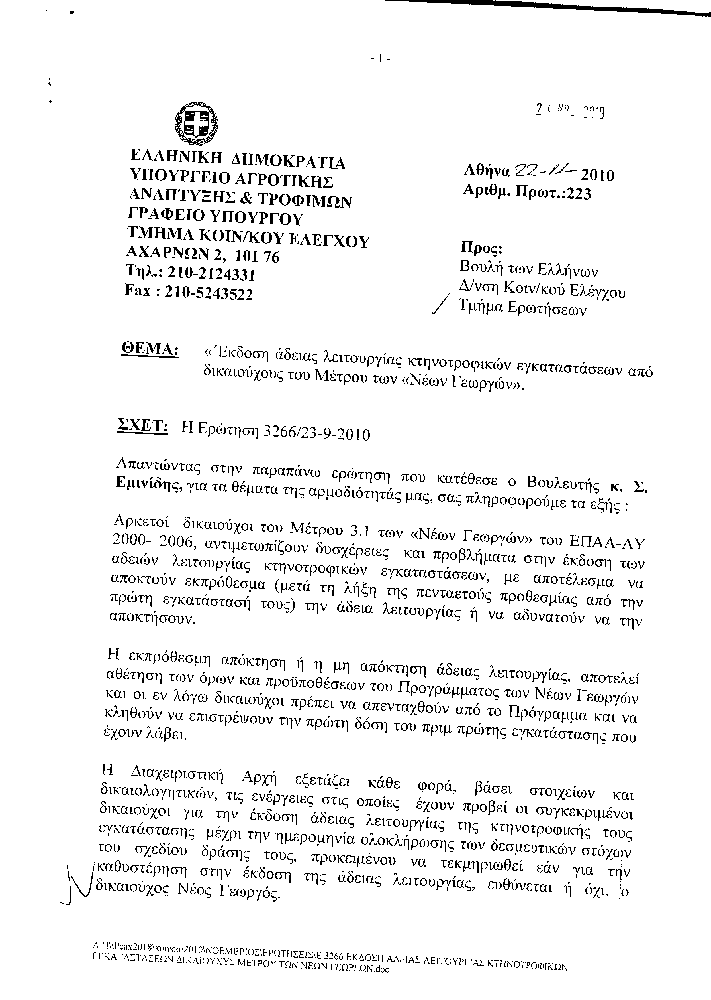 - 1 -
ΕΛΛΗΝΙΚΗ ΔΗΜΟΚΡΑΤΙΑ
ΥΠΟΥΡΓΕΙΟ ΑΓΡΟΤΙΚΗΣ
ΑΝΑΠΤΥΞΗΣ & ΤΡΟΦΙΜΩΝ
ΓΡΑΦΕΙΟ ΥΠΟΥΡΓΟΥ
ΤΜΗΜΑ ΚΟΙΝ/ΚΟΥ ΕΛΕΓΧΟΥ
ΑΧΑΡΝΩΝ 2, 101 76
Τηλ.: 210-2124331
Fax : 210-5243522
Αθήνα 22-11- 2010
Αριθμ. Πρωτ.:223
Προς:
Βουλή των Ελλήνων
Δ/νση Κοιν/κού Ελέγχου
Τμήμα Ερωτήσεων
ΘΕΜΑ: «Έκδοση άδειας λειτουργίας κτηνοτροφικών εγκαταστάσεων από
δικαιούχους του Μέτρου των «Νέων Γεωργών».
ΣΧΕΤ: Η Ερώτηση 3266/23-9-2010
Απαντώντας στην παραπάνω ερώτηση που κατέθεσε ο Βουλευτής κ. Σ.
Εμινίδης, για τα θέματα της αρμοδιότητάς μας, σας πληροφορούμε τα εξής :
Αρκετοί δικαιούχοι του Μέτρου 3.1 των «Νέων Γεωργών» του ΕΠΑΑ-ΑΥ
2000- 2006, αντιμετωπίζουν δυσχέρειες και προβλήματα στην έκδοση των
αδειών λειτουργίας κτηνοτροφικών εγκαταστάσεων, με αποτέλεσμα να
αποκτούν εκπρόθεσμα (μετά τη λήξη της πενταετούς προθεσμίας από την
πρώτη εγκατάστασή τους) την άδεια λειτουργίας ή να αδυνατούν να την
αποκτήσουν.
Η εκπρόθεσμη απόκτηση ή η μη απόκτηση άδειας λειτουργίας, αποτελεί
αθέτηση των όρων και προϋποθέσεων του Προγράμματος των Νέων Γεωργών
και οι εν λόγω δικαιούχοι πρέπει να απενταχθούν από το Πρόγραμμα και να
κληθούν να επιστρέψουν την πρώτη δόση του πριμ πρώτης εγκατάστασης που
έχουν λάβει.
Η Διαχειριστική Αρχή εξετάζει κάθε φορά, βάσει στοιχείων και
δικαιολογητικών, τις ενέργειες στις οποίες έχουν προβεί οι συγκεκριμένοι
δικαιούχοι για την έκδοση άδειας λειτουργίας της κτηνοτροφικής τους
εγκατάστασης μέχρι την ημερομηνία ολοκλήρωσης των δεσμευτικών στόχων
του σχεδίου δράσης τους, προκειμένου να τεκμηριωθεί εάν για την
καθυστέρηση στην έκδοση της άδειας λειτουργίας, ευθύνεται ή όχι, ο
δικαιούχος Νέος Γεωργός.
Α.Π\\Pcax2018\κοινοσ\2010\ΝΟΕΜΒΡΙΟΣ\ΕΡΩΤΗΣΕΙΣ\Ε 3266 ΕΚΔΟΣΗ ΑΔΕΙΑΣ ΛΕΙΤΟΥΡΓΙΑΣ ΚΤΗΝΟΤΡΟΦΙΚΩΝ
ΕΓΚΑΤΑΣΤΑΣΕΩΝ ΔΙΚΑΙΟΥΧΥΣ ΜΕΤΡΟΥ ΤΩΝ ΝΕΩΝ ΓΕΩΡΓΩΝ.doc